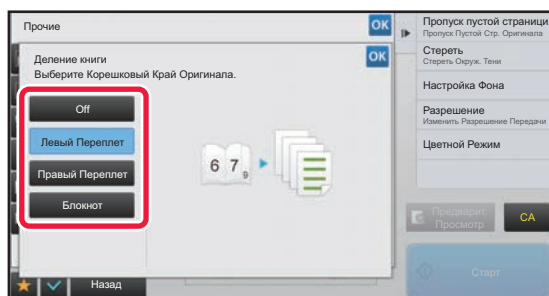 Прочие
OK
Деление книги
OK
Выберите Корешковый Край Оригинала.
Off
Левый Переплет
Правый Переплет
Блокнот
6 7 9
Назад
Пропуск пустой страници
Пропуск Пустой Стр. Оригинала
Стереть
Стереть Окруж. Тени
Настройка Фона
Разрешение
Изменить Разрешение Передачи
Цветной Режим
Предварит.
Просмотр
CA
Старт